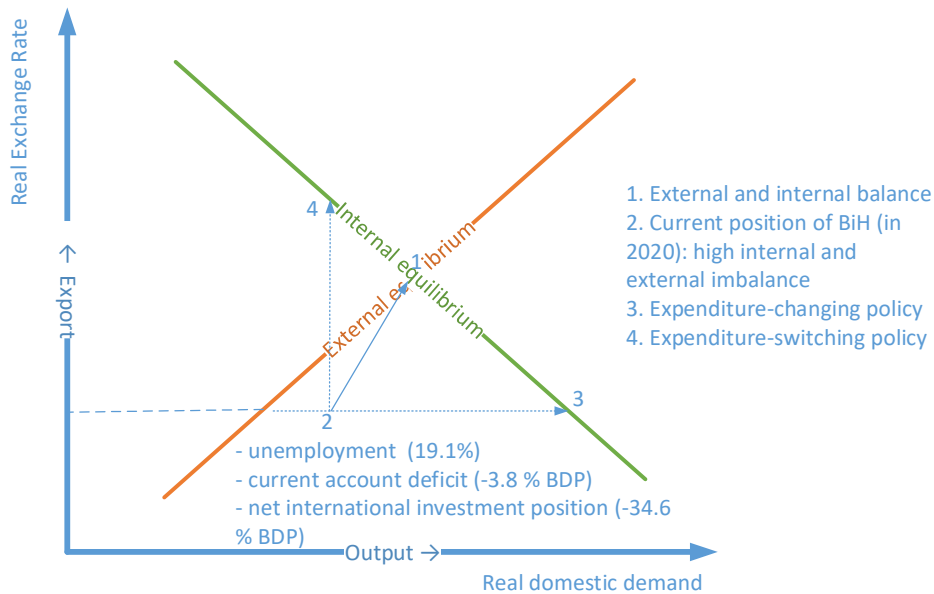 Real Exchange Rate
← Export
4
Internal equilibrium
1
External e
ibrium
1. External and internal balance
2. Current position of BiH (in
2020): high internal and
external imbalance
3. Expenditure-changing policy
4. Expenditure-switching policy
3
2
- unemployment (19.1%)
- current account deficit (-3.8 % BDP)
- net international investment position (-34.6
% BDP)
Output →
Real domestic demand